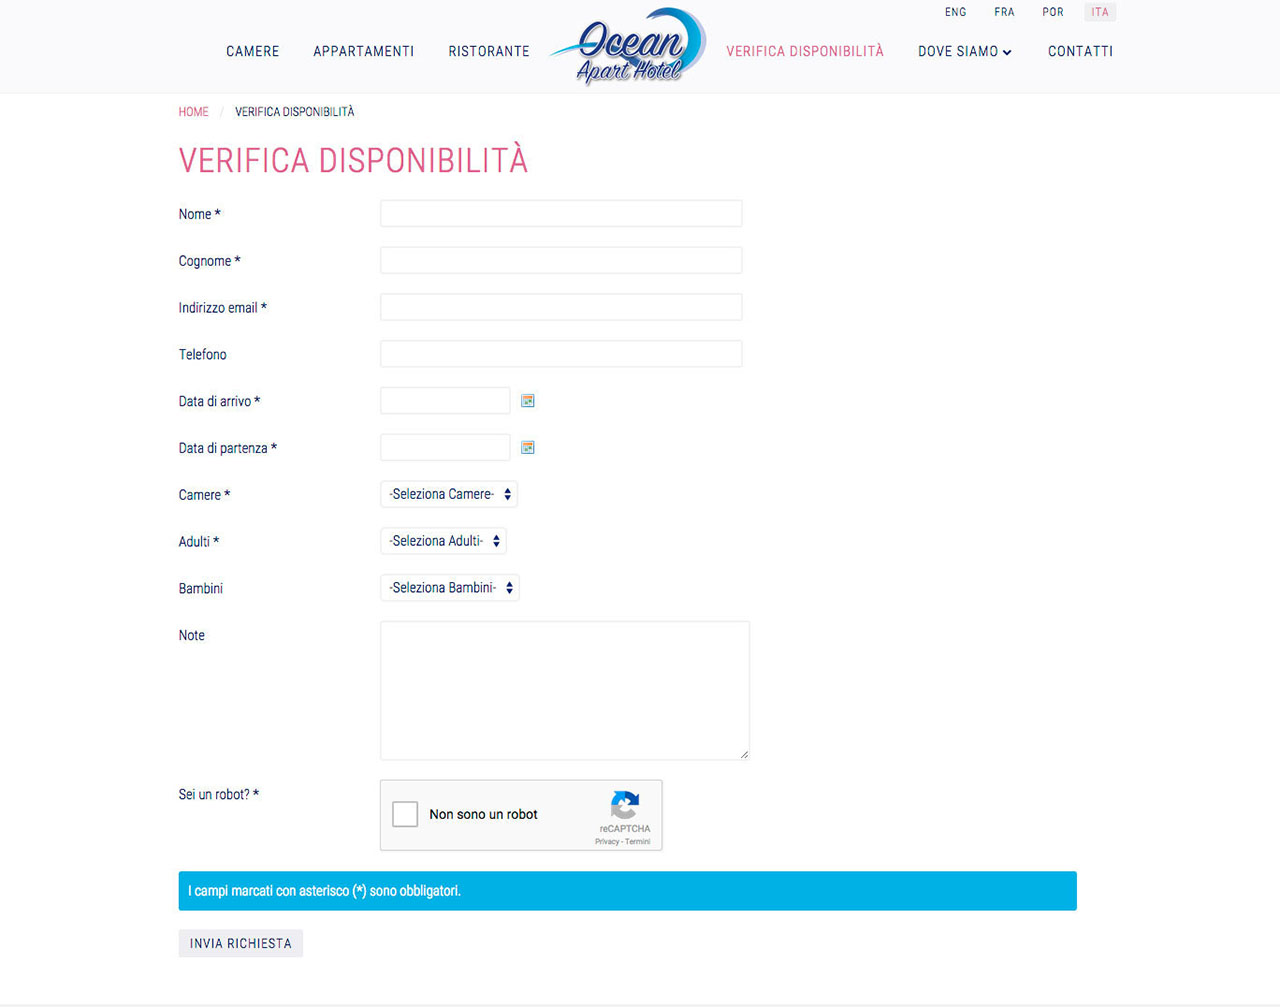 ENG FRA POR ITA
CAMERE APPARTAMENTI RISTORANTE Ocean Apart Hotel VERIFICA DISPONIBILITÀ DOVE SIAMO CONTATTI
HOME / VERIFICA DISPONIBILITÀ
VERIFICA DISPONIBILITÀ
Nome *
Cognome *
Indirizzo email *
Telefono
Data di arrivo *
Data di partenza *
Camere * -Seleziona Camere-
Adulti * -Seleziona Adulti-
Bambini -Seleziona Bambini-
Note
Sei un robot? * Non sono un robot
reCAPTCHA
Privacy - Termini
I campi marcati con asterisco (*) sono obbligatori.
INVIA RICHIESTA